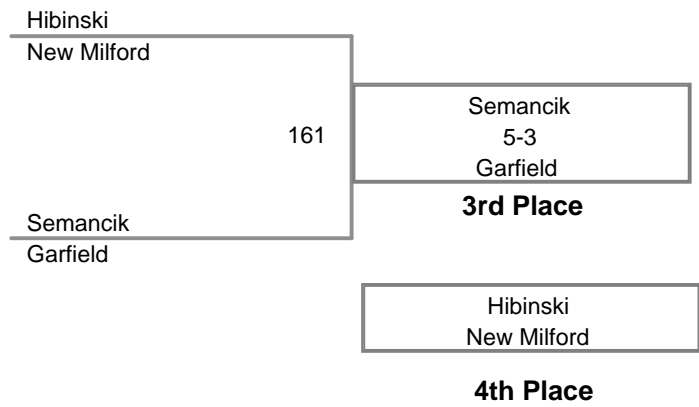 Hibinski
New Milford
161
Semancik
5-3
Garfield
3rd Place
Semancik
Garfield
Hibinski
New Milford
4th Place